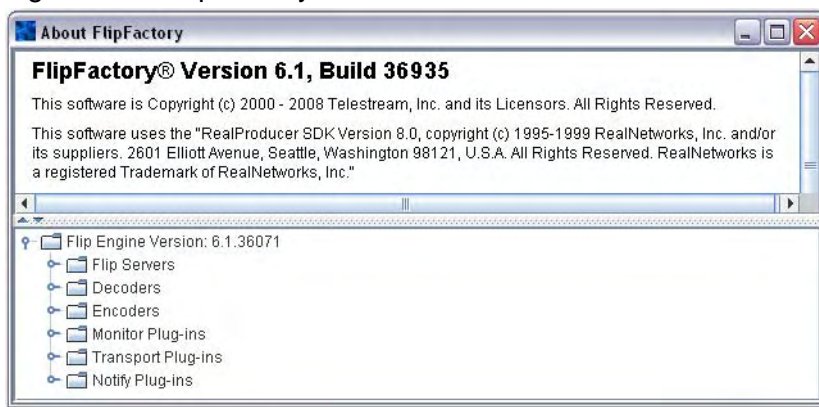 About FlipFactory
FlipFactory® Version 6.1, Build 36935
This software is Copyright (c) 2000 - 2008 Telestream, Inc. and its Licensors. All Rights Reserved.
This software uses the "RealProducer SDK Version 8.0, copyright (c) 1995-1999 RealNetworks, Inc. and/or
its suppliers. 2601 Elliott Avenue, Seattle, Washington 98121, U.S.A. All Rights Reserved. RealNetworks is
a registered Trademark of RealNetworks, Inc."
Flip Engine Version: 6.1.36071
Flip Servers
Decoders
Encoders
Monitor Plug-ins
Transport Plug-ins
Notify Plug-ins